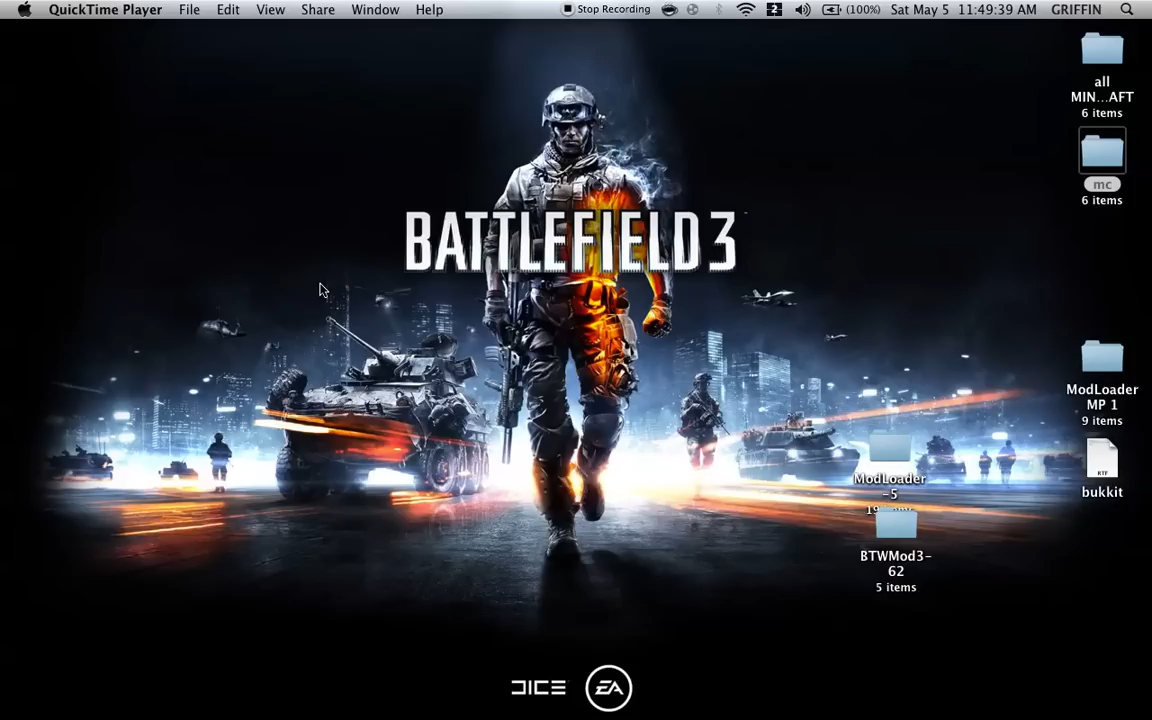 QuickTime Player File Edit View Share Window Help Stop Recording 2 (100%) Sat May 5 11:49:39 AM GRIFFIN
all
MIN...AFT
6 items
mc
6 items
BATTLEFIELD 3
ModLoader
MP 1
9 items
RTF
bukkit
ModLoader
-5
BTWMod3-
62
5 items
DICE EA